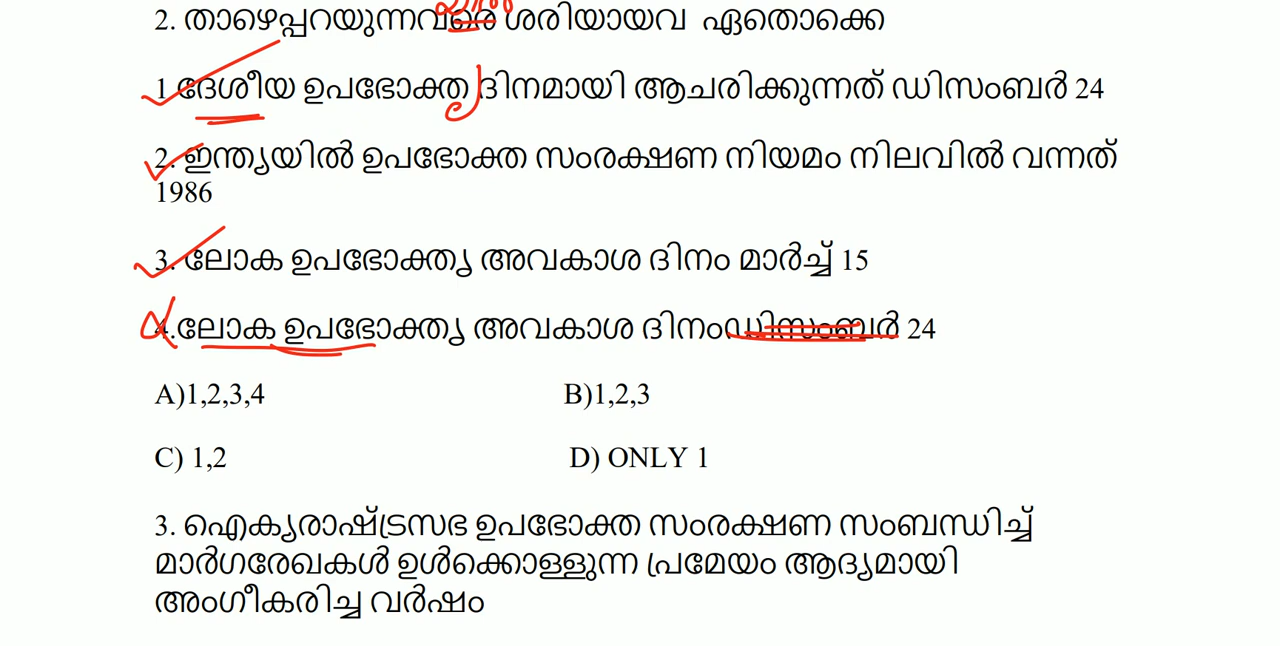 2. താഴെപ്പറയുന്നവരെ ശരിയായവ ഏതൊക്കെ
1 ദേശീയ ഉപഭോക്ത ദിനമായി ആചരിക്കുന്നത് ഡിസംബർ 24
2. ഇന്ത്യയിൽ ഉപഭോക്ത സംരക്ഷണ നിയമം നിലവിൽ വന്നത്
1986
3. ലോക ഉപഭോക്തൃ അവകാശ ദിനം മാർച്ച് 15
4.ലോക ഉപഭോക്തൃ അവകാശ ദിനംഡിസംബർ 24
A)1,2,3,4 B)1,2,3
C) 1,2 D) ONLY 1
3. ഐക്യരാഷ്ട്രസഭ ഉപഭോക്ത സംരക്ഷണ സംബന്ധിച്ച്
മാർഗരേഖകൾ ഉൾക്കൊള്ളുന്ന പ്രമേയം ആദ്യമായി
അംഗീകരിച്ച വർഷം